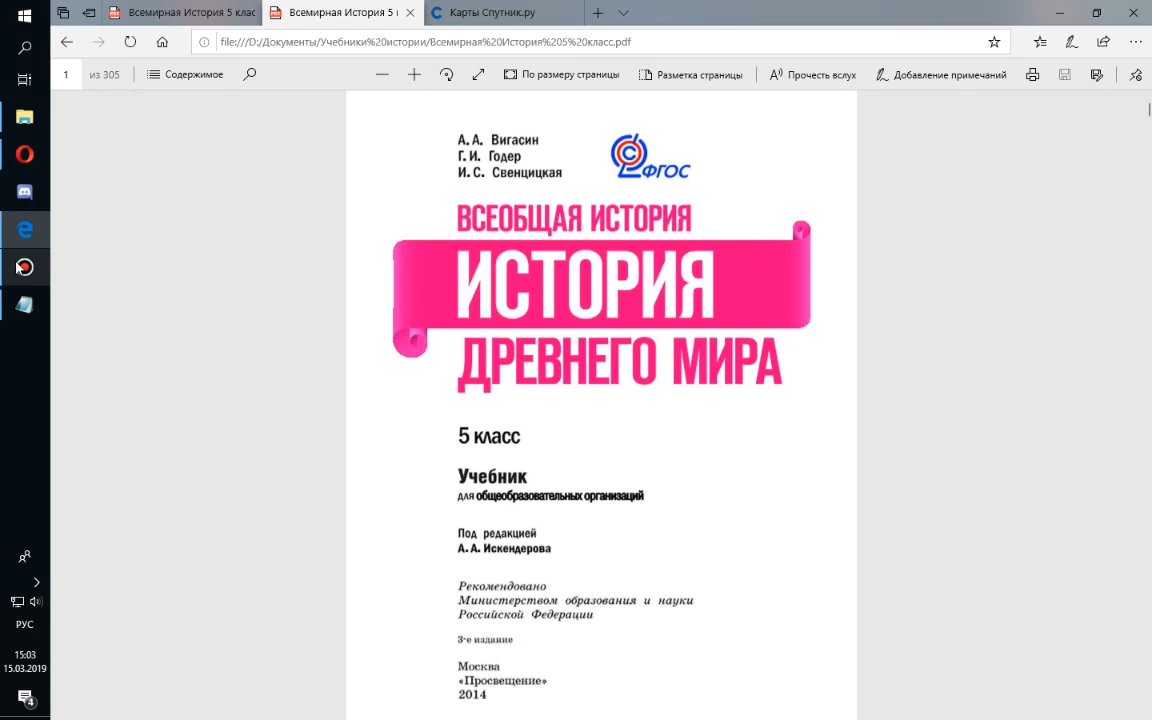 Всемирная История 5 клас
Всемирная История 5 
Карты Спутник.ру
file:///D:/Документы/Учебники%20истории/Всемирная%20История%205%20класс.pdf
1 из 305 Содержимое По размеру страницы Разметка страницы Прочесть вслух Добавление примечаний
А. А. Вигасин
Г. И. Годер
И. С. Свенцицкая
ФГОС
ВСЕОБЩАЯ ИСТОРИЯ
ИСТОРИЯ
ДРЕВНЕГО МИРА
5 класс
Учебник
для общеобразовательных организаций
Под редакцией
А. А. Искендерова
Рекомендовано
Министерством образования и науки
Российской Федерации
3-е издание
Москва
«Просвещение»
2014
РУС
15:03
15.03.2019
4